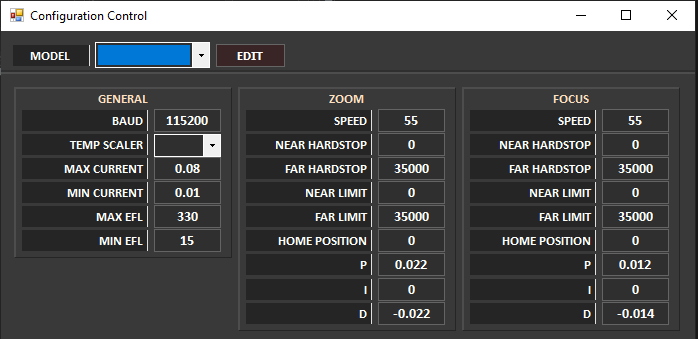 Configuration Control
MODEL EDIT
GENERAL
BAUD 115200
TEMP SCALER
MAX CURRENT 0.08
MIN CURRENT 0.01
MAX EFL 330
MIN EFL 15
ZOOM
SPEED 55
NEAR HARDSTOP 0
FAR HARDSTOP 35000
NEAR LIMIT 0
FAR LIMIT 35000
HOME POSITION 0
P 0.022
I 0
D -0.022
FOCUS
SPEED 55
NEAR HARDSTOP 0
FAR HARDSTOP 35000
NEAR LIMIT 0
FAR LIMIT 35000
HOME POSITION 0
P 0.012
I 0
D -0.014